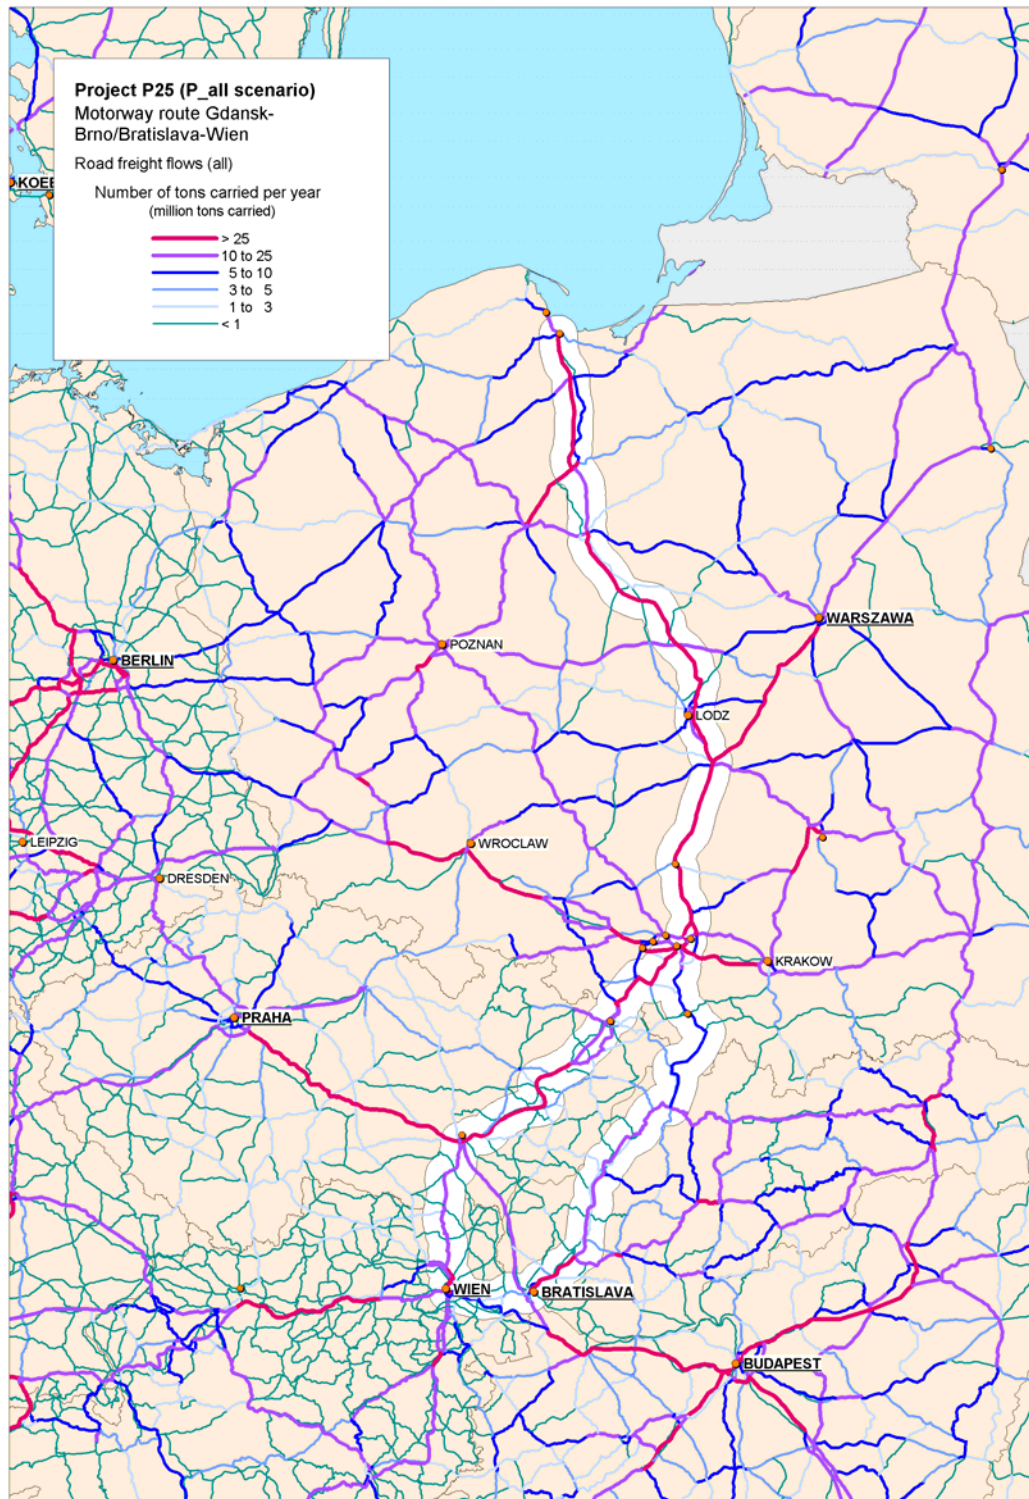 Project P25 (P_all scenario)
Motorway route Gdansk-
Brno/Bratislava-Wien
Road freight flows (all)
Number of tons carried per year
(million tons carried)
> 25
10 to 25
5 to 10
3 to 5
1 to 3
< 1
WARSZAWA
POZNAN
BERLIN
LODZ
LEIPZIG
WROCLAW
DRESDEN
KRAKOW
PRAHA
WIEN
BRATISLAVA
BUDAPEST